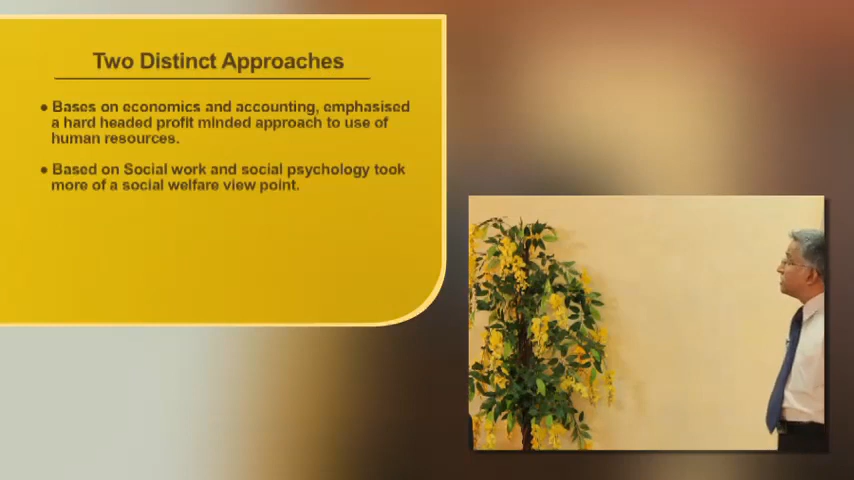 Two Distinct Approaches
● Bases on economics and accounting, emphasised
a hard headed profit minded approach to use of
human resources.
● Based on Social work and social psychology took
more of a social welfare view point.